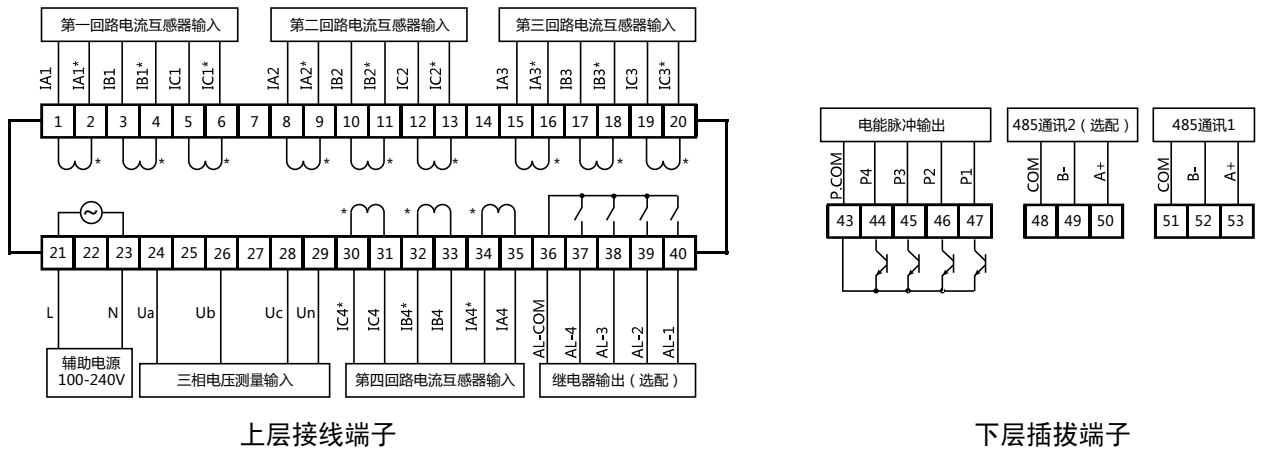 第一回路电流互感器输入 第二回路电流互感器输入 第三回路电流互感器输入
IA1 IA1* IB1 IB1* IC1 IC1* IA2 IA2* IB2 IB2* IC2 IC2* IA3 IA3* IB3 IB3* IC3 IC3*
1 2 3 4 5 6 7 8 9 10 11 12 13 14 15 16 17 18 19 20
* * * * * * * * *
* * *
21 22 23 24 25 26 27 28 29 30 31 32 33 34 35 36 37 38 39 40
L N Ua Ub Uc Un IC4* IC4 IB4* IB4 IA4* IA4 AL-COM AL-4 AL-3 AL-2 AL-1
辅助电源
100-240V
三相电压测量输入 第四回路电流互感器输入 继电器输出（选配）
上层接线端子
电能脉冲输出 485通讯2（选配） 485通讯1
P.COM P4 P3 P2 P1 COM B- A+ COM B- A+
43 44 45 46 47 48 49 50 51 52 53
下层插拔端子